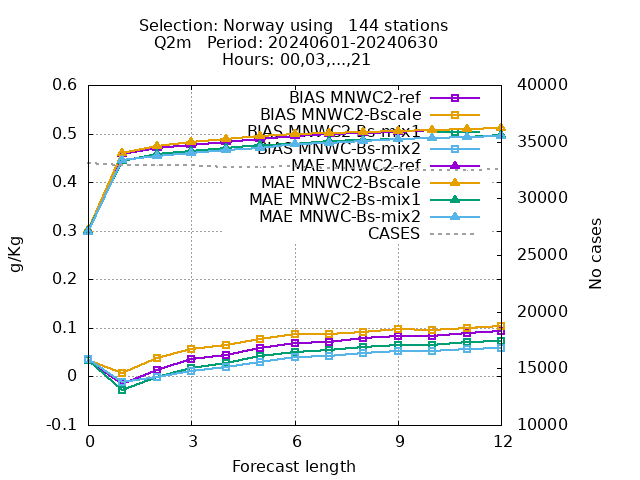 Selection: Norway using   144 stations
Q2m   Period: 20240601-20240630
Hours: 00,03,...,21
0.6
0.5
0.4
0.3
0.2
0.1
0
-0.1
40000
35000
30000
25000
20000
15000
10000
BIAS MNWC2-ref
BIAS MNWC2-Bscale
BIAS MNWC2-Bs-mix1
BIAS MNWC-Bs-mix2
MAE MNWC2-ref
MAE MNWC2-Bscale
MAE MNWC2-Bs-mix1
MAE MNWC-Bs-mix2
CASES
g/Kg
No cases
0 3 6 9 12
Forecast length